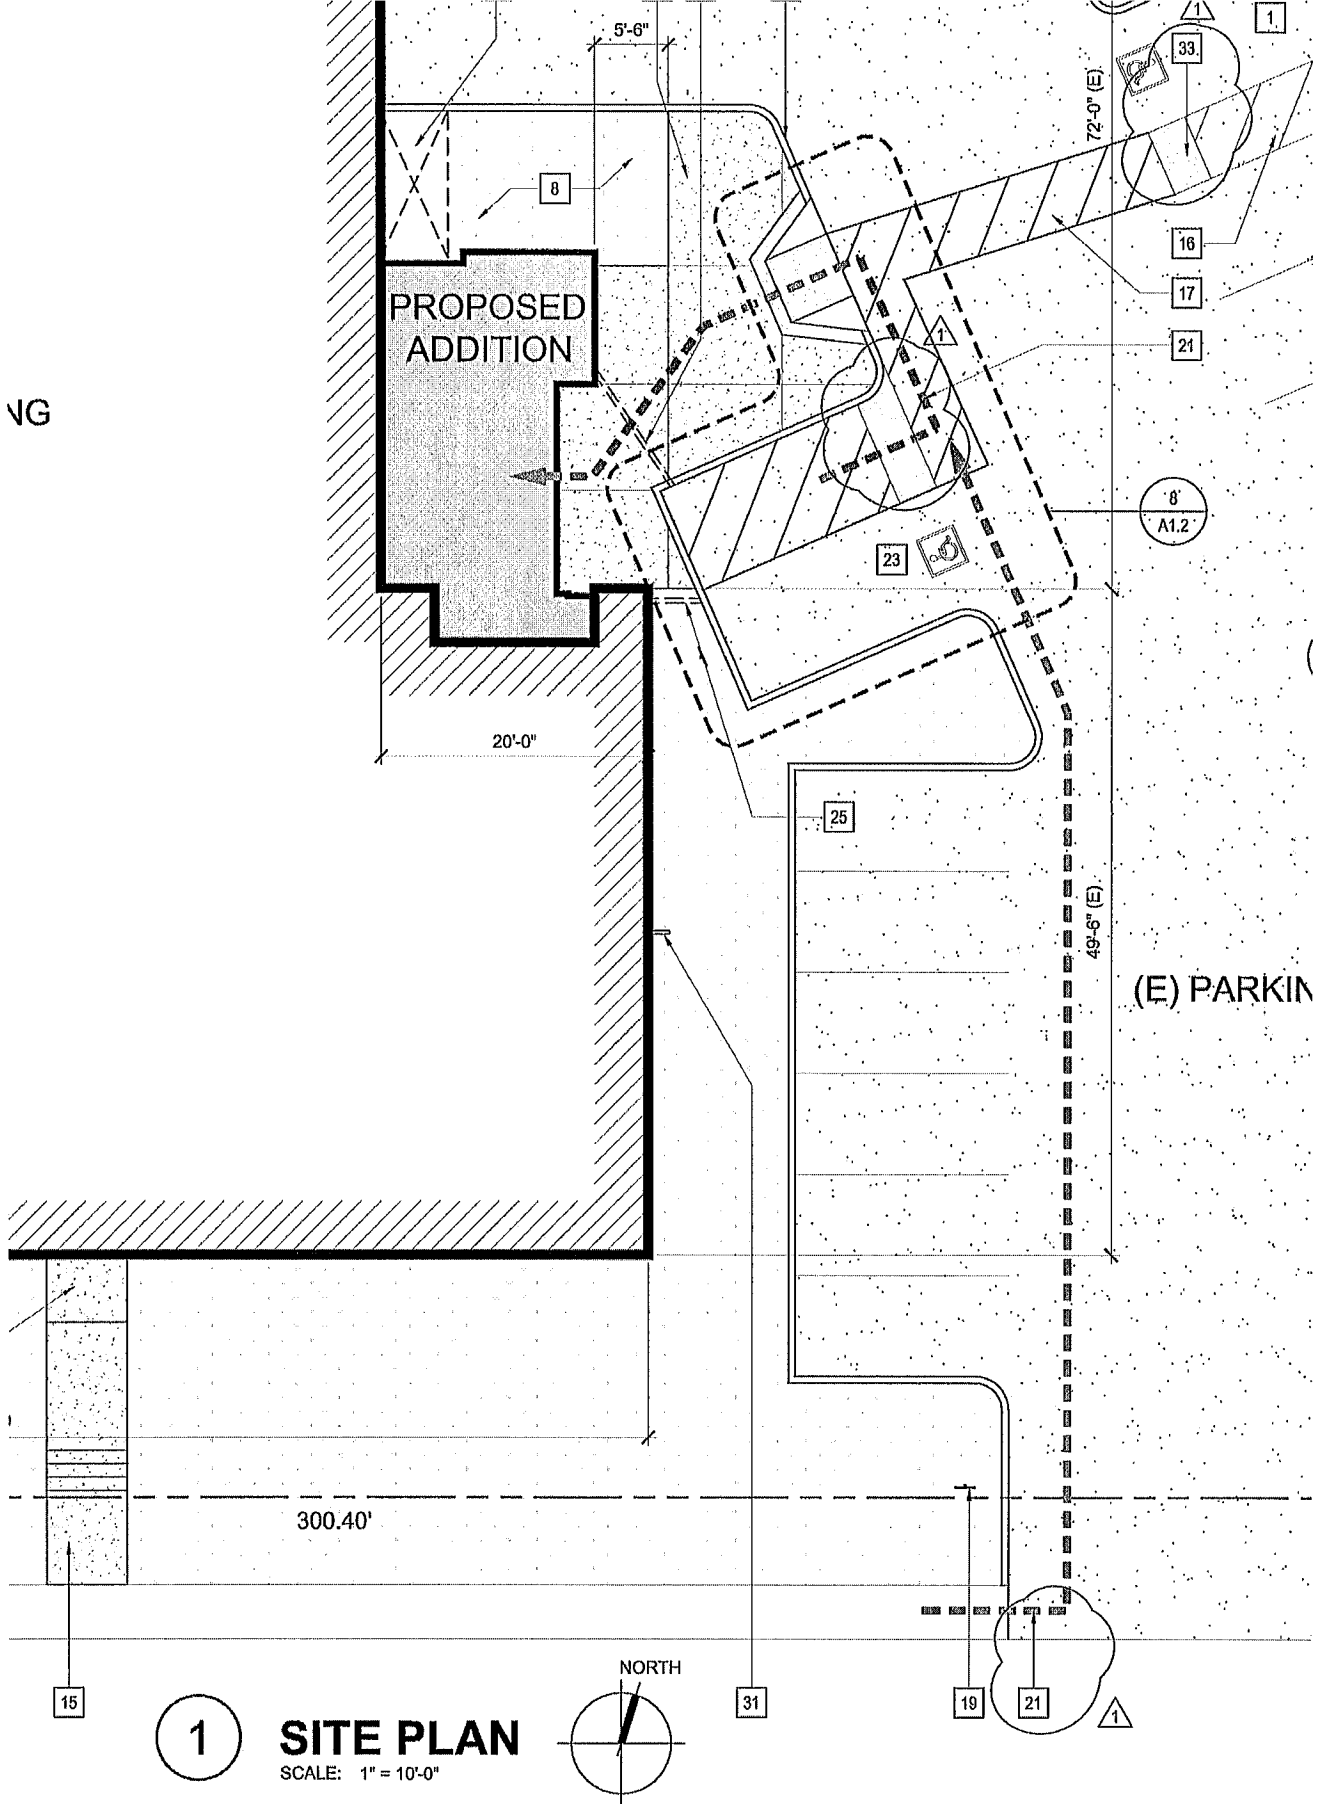 1
1
5'-6"
33
72'-0" (E)
8
16
17
PROPOSED
ADDITION
1
21
NG
8
A1.2
23
20'-0"
25
49'-6" (E)
(E) PARKIN
300.40'
NORTH
15
31
19
21
1
1
SITE PLAN
SCALE: 1" = 10'-0"